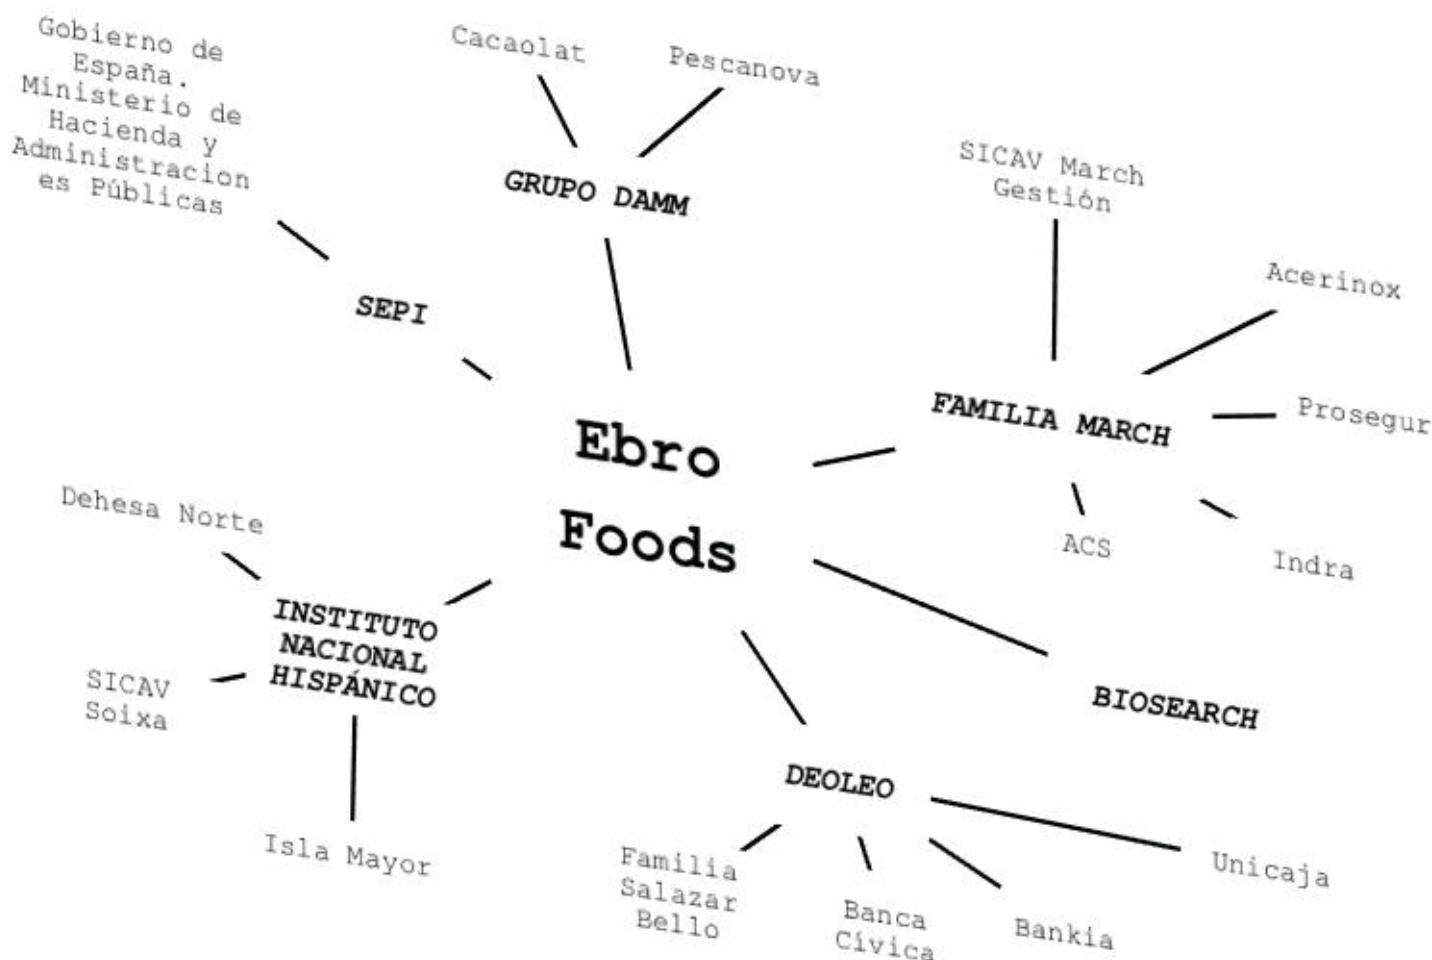 Gobierno de
España.
Ministerio de
Hacienda y
Administracion
es Públicas
Cacaolat
Pescanova
GRUPO DAMM
SICAV March
Gestión
Acerinox
SEPI
FAMILIA MARCH
Prosegur
Ebro
Foods
ACS
Indra
Dehesa Norte
INSTITUTO
NACIONAL
HISPÁNICO
SICAV
Soixa
BIOSEARCH
DEOLEO
Isla Mayor
Familia
Salazar
Bello
Banca
Cívica
Bankia
Unicaja